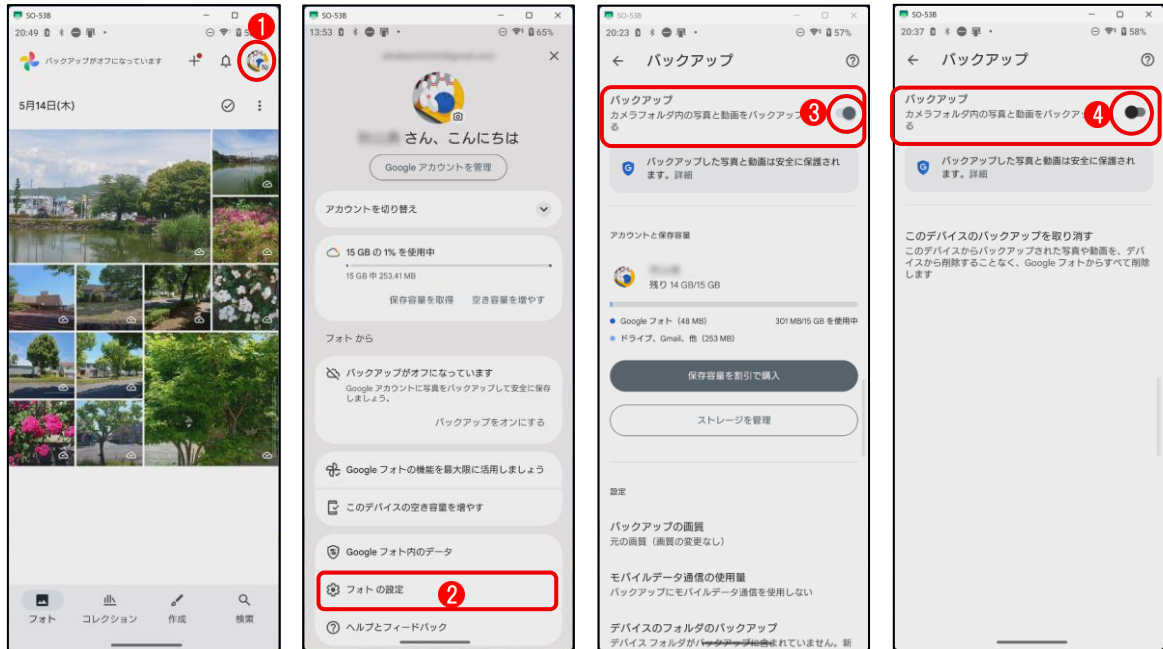 SO-53B
20:49
1
バックアップがオフになっています
5月14日(木)
フォト
コレクション
作成
検索
SO-53B
13:53
65%
さん、こんにちは
Google アカウントを管理
アカウントを切り替え
15 GB の 1% を使用中
15 GB 中 253.41 MB
保存容量を取得
空き容量を増やす
フォト から
バックアップがオフになっています
Google アカウントに写真をバックアップして安全に保存
しましょう。
バックアップをオンにする
Google フォトの機能を最大限に活用しましょう
このデバイスの空き容量を増やす
Google フォト内のデータ
フォト の設定
2
ヘルプとフィードバック
SO-53B
20:23
57%
バックアップ
バックアップ
カメラフォルダ内の写真と動画をバックアップ
る
3
バックアップした写真と動画は安全に保護され
ます。詳細
アカウントと保存容量
残り 14 GB/15 GB
Google フォト (48 MB)
301 MB/15 GB を使用中
ドライブ、Gmail、他 (253 MB)
保存容量を割引で購入
ストレージを管理
設定
バックアップの画質
元の画質（画質の変更なし）
モバイルデータ通信の使用量
バックアップにモバイルデータ通信を使用しない
デバイスのフォルダのバックアップ
デバイス フォルダがバックアップに含まれていません。新
SO-53B
20:37
58%
バックアップ
バックアップ
カメラフォルダ内の写真と動画をバックア
る
4
バックアップした写真と動画は安全に保護され
ます。詳細
このデバイスのバックアップを取り消す
このデバイスからバックアップされた写真や動画を、デバ
イスから削除することなく、Google フォトからすべて削除
します